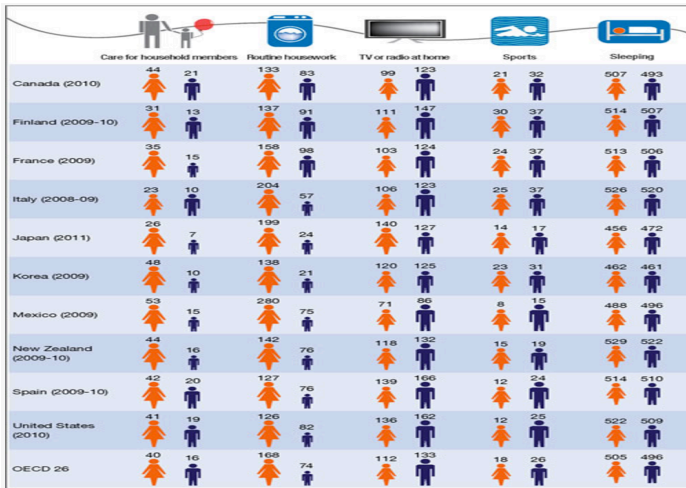 Care for household members Routine housework TV or radio at home Sports Sleeping
44 21 133 83 99 123 21 32 507 493
Canada (2010)
31 13 137 91 111 147 30 37 514 507
Finland (2009-10)
35 15 158 98 103 124 24 37 513 506
France (2009)
23 10 204 57 106 123 25 37 526 520
Italy (2008-09)
26 7 199 24 140 127 14 17 456 472
Japan (2011)
48 10 138 21 120 125 23 31 462 461
Korea (2009)
53 15 280 75 71 86 8 15 488 496
Mexico (2009)
44 16 142 76 118 132 15 19 529 522
New Zealand
(2009-10)
42 20 127 76 139 166 12 24 514 510
Spain (2009-10)
41 19 126 82 136 162 12 25 522 509
United States
(2010)
40 16 168 74 112 133 18 26 505 496
OECD 26